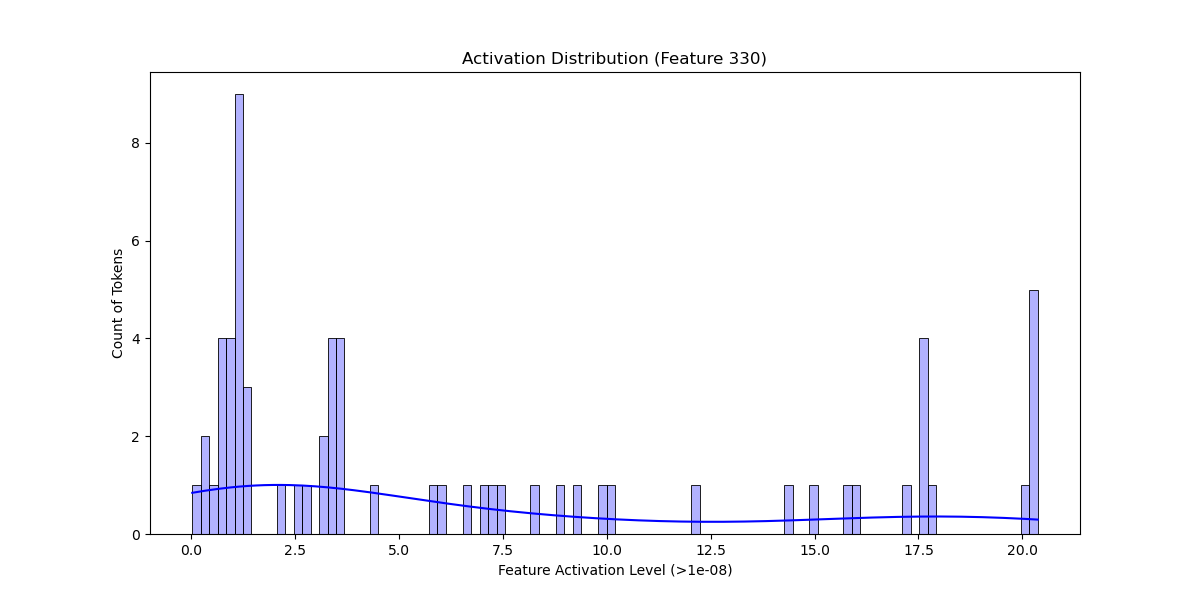 Activation Distribution (Feature 330)
Count of Tokens
8
6
4
2
0
0.0 2.5 5.0 7.5 10.0 12.5 15.0 17.5 20.0
Feature Activation Level (>1e-08)